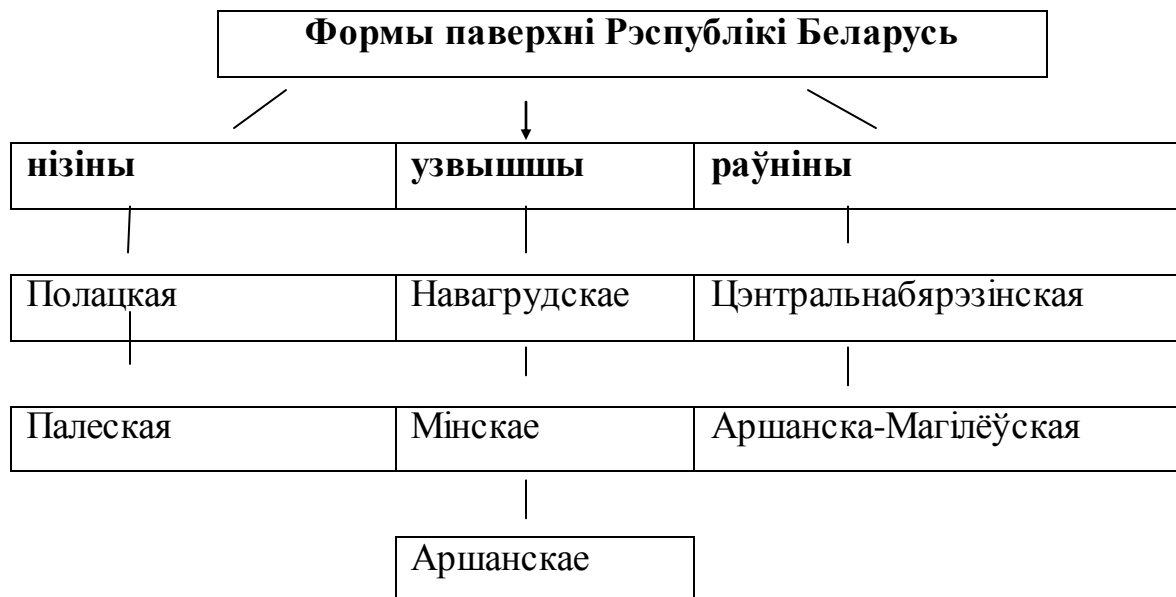 Формы паверхні Рэспублікі Беларусь
нізіны узвышшы раўніны
Полацкая Навагрудскае Цэнтральнабярэзінская
Палеская Мінскае Аршанска-Магілёўская
Аршанскае